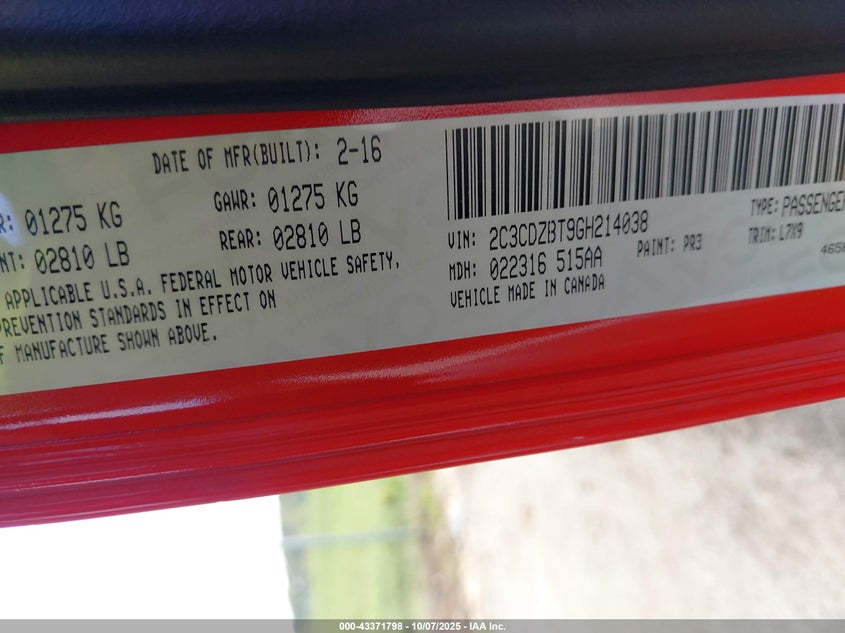 DATE OF MFR(BUILT): 2-16
R: 01275 KG GAWR: 01275 KG
NT: 02810 LB REAR: 02810 LB
APPLICABLE U.S.A. FEDERAL MOTOR VEHICLE SAFETY,
PREVENTION STANDARDS IN EFFECT ON
F MANUFACTURE SHOWN ABOVE.
VIN: 2C3CDZBT9GH214038 TYPE: PASSENGER
MDH: 022316 515AA PAINT: PR3 TRIM: L7X9
VEHICLE MADE IN CANADA 4658
000-43371798 - 10/07/2025 - IAA Inc.